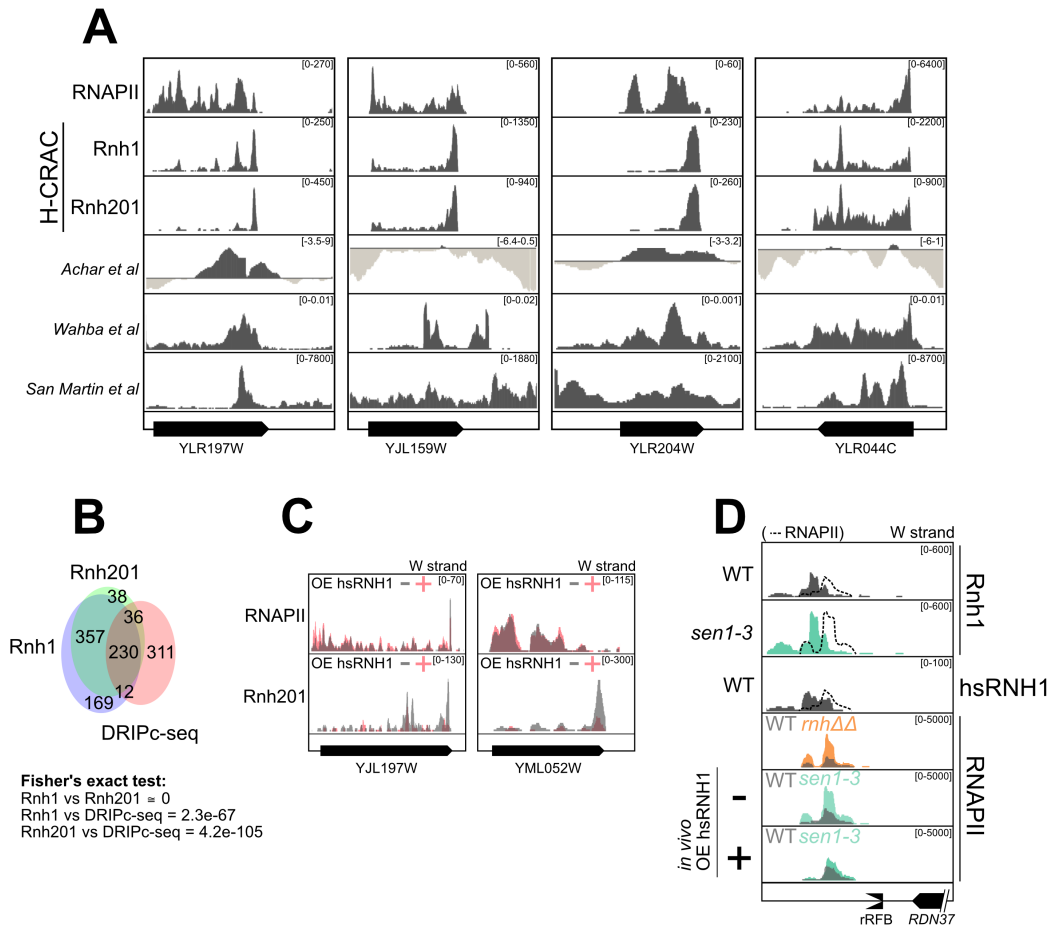 A
RNAPII
[0-270]
[0-560]
[0-60]
[0-6400]
H-CRAC
Rnh1
[0-250]
[0-1350]
[0-230]
[0-2200]
Rnh201
[0-450]
[0-940]
[0-260]
[0-900]
Achar et al
[-3.5-9]
[-6.4-0.5]
[-3-3.2]
[-6-1]
Wahba et al
[0-0.01]
[0-0.02]
[0-0.001]
[0-0.01]
San Martin et al
[0-7800]
[0-1880]
[0-2100]
[0-8700]
YLR197W
YJL159W
YLR204W
YLR044C
B
Rnh201
38
36
Rnh1
357
230
311
12
169
DRIPc-seq
Fisher's exact test:
Rnh1 vs Rnh201 ≅ 0
Rnh1 vs DRIPc-seq = 2.3e-67
Rnh201 vs DRIPc-seq = 4.2e-105
C
W strand
W strand
RNAPII
OE hsRNH1 − + [0-70]
OE hsRNH1 − + [0-115]
Rnh201
OE hsRNH1 − + [0-130]
OE hsRNH1 − + [0-300]
YJL197W
YML052W
D
( --- RNAPII)
W strand
WT
[0-600]
Rnh1
sen1-3
[0-600]
WT
[0-100]
hsRNH1
WT rnhΔΔ
[0-5000]
RNAPII
in vivo
OE hsRNH1
−
WT sen1-3
[0-5000]
+
WT sen1-3
[0-5000]
rRFB
RDN37